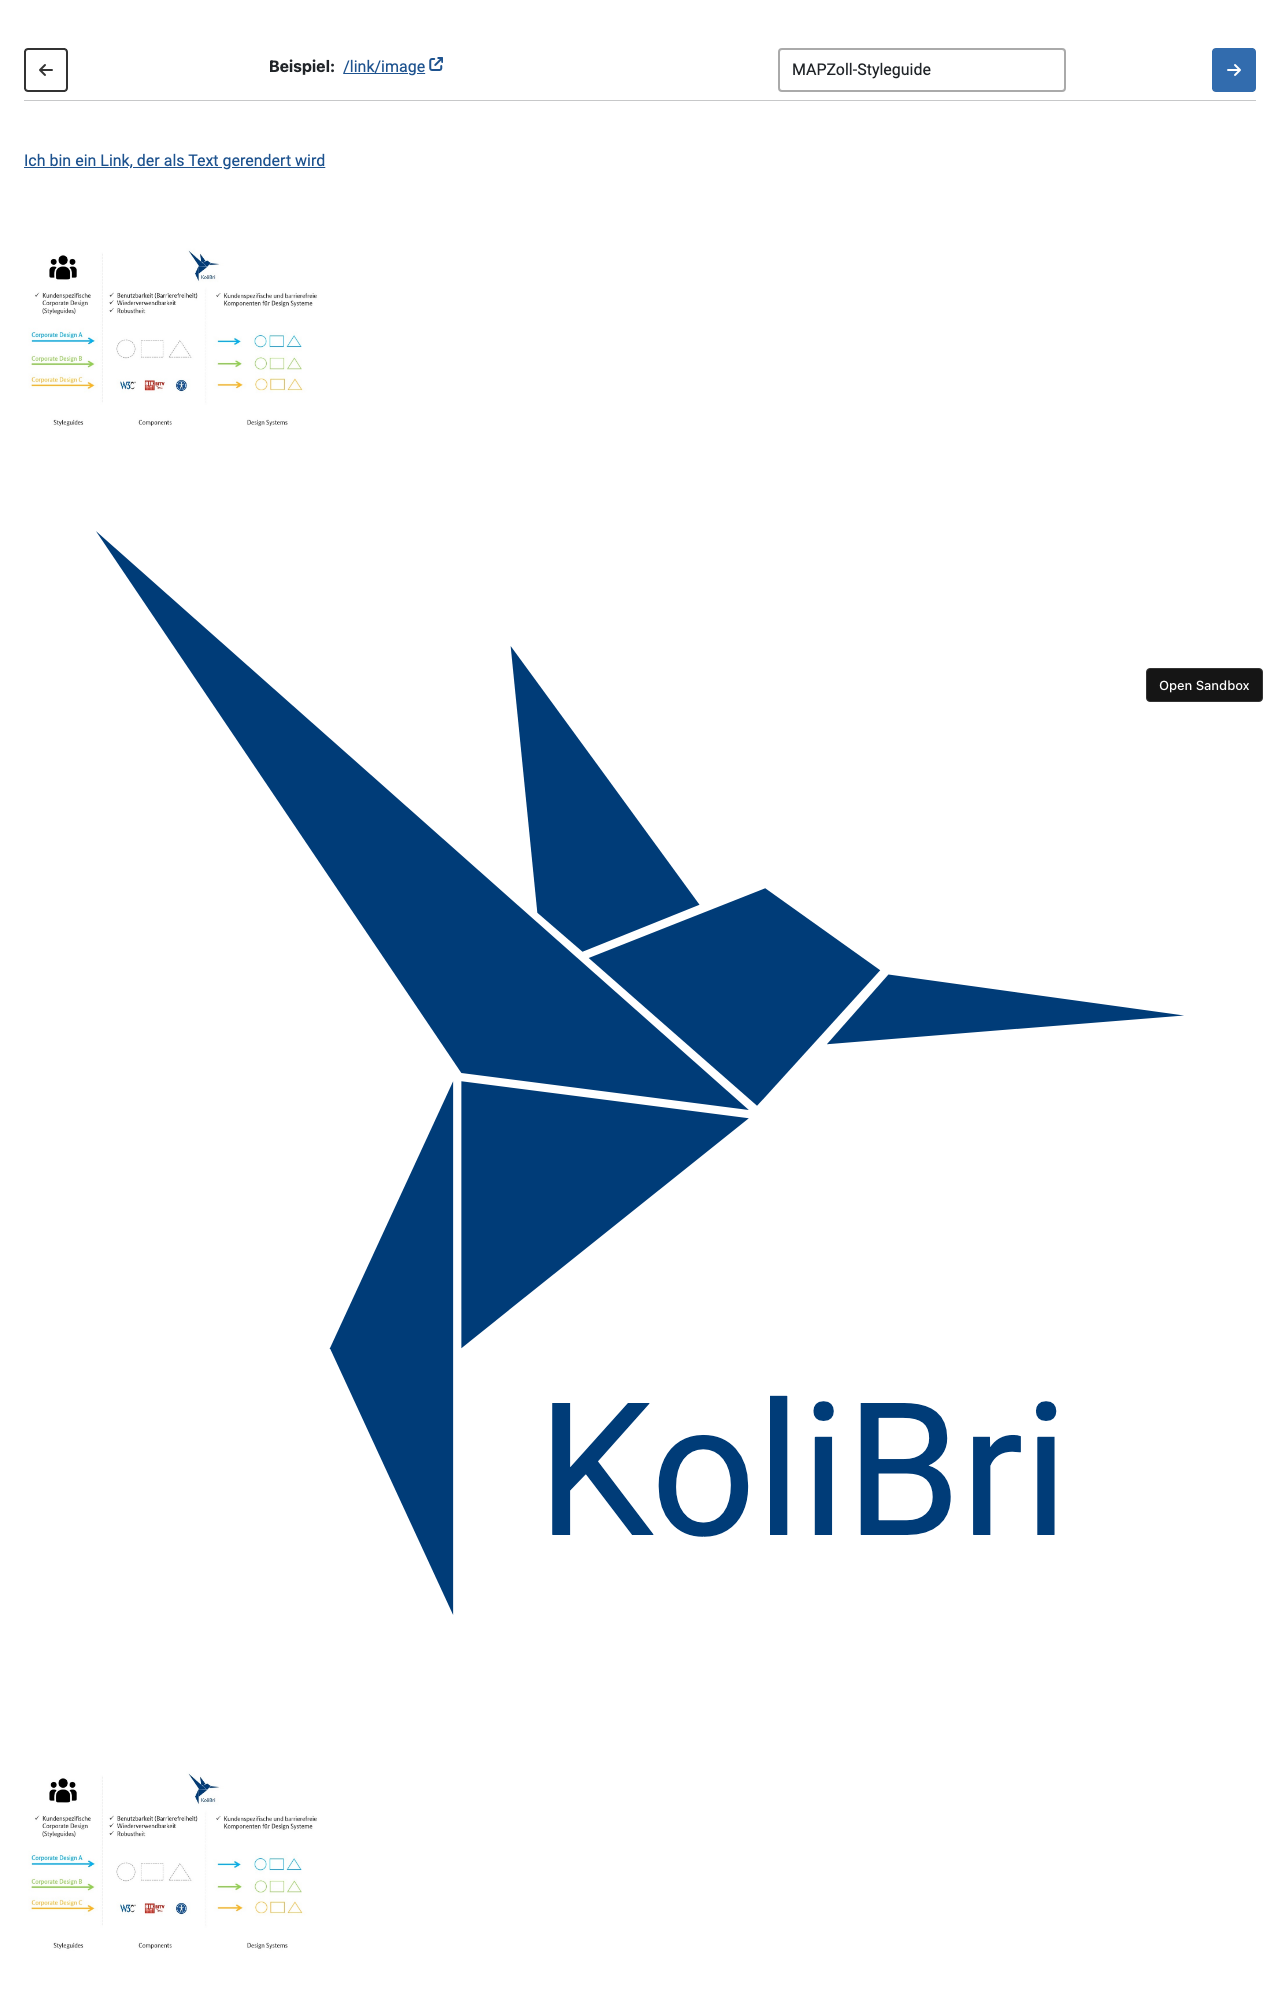 Beispiel: /link/image
MAPZoll-Styleguide
Ich bin ein Link, der als Text gerendert wird
KoliBri
✓ Kundenspezifische
Corporate Design
(Styleguides)
✓ Benutzbarkeit (Barrierefreiheit)
✓ Wiederverwendbarkeit
✓ Robustheit
✓ Kundenspezifische und barrierefreie
Komponenten für Design Systeme
Corporate Design A
Corporate Design B
Corporate Design C
W3C
Styleguides
Components
Design Systems
Open Sandbox
KoliBri
KoliBri
✓ Kundenspezifische
Corporate Design
(Styleguides)
✓ Benutzbarkeit (Barrierefreiheit)
✓ Wiederverwendbarkeit
✓ Robustheit
✓ Kundenspezifische und barrierefreie
Komponenten für Design Systeme
Corporate Design A
Corporate Design B
Corporate Design C
W3C
Styleguides
Components
Design Systems